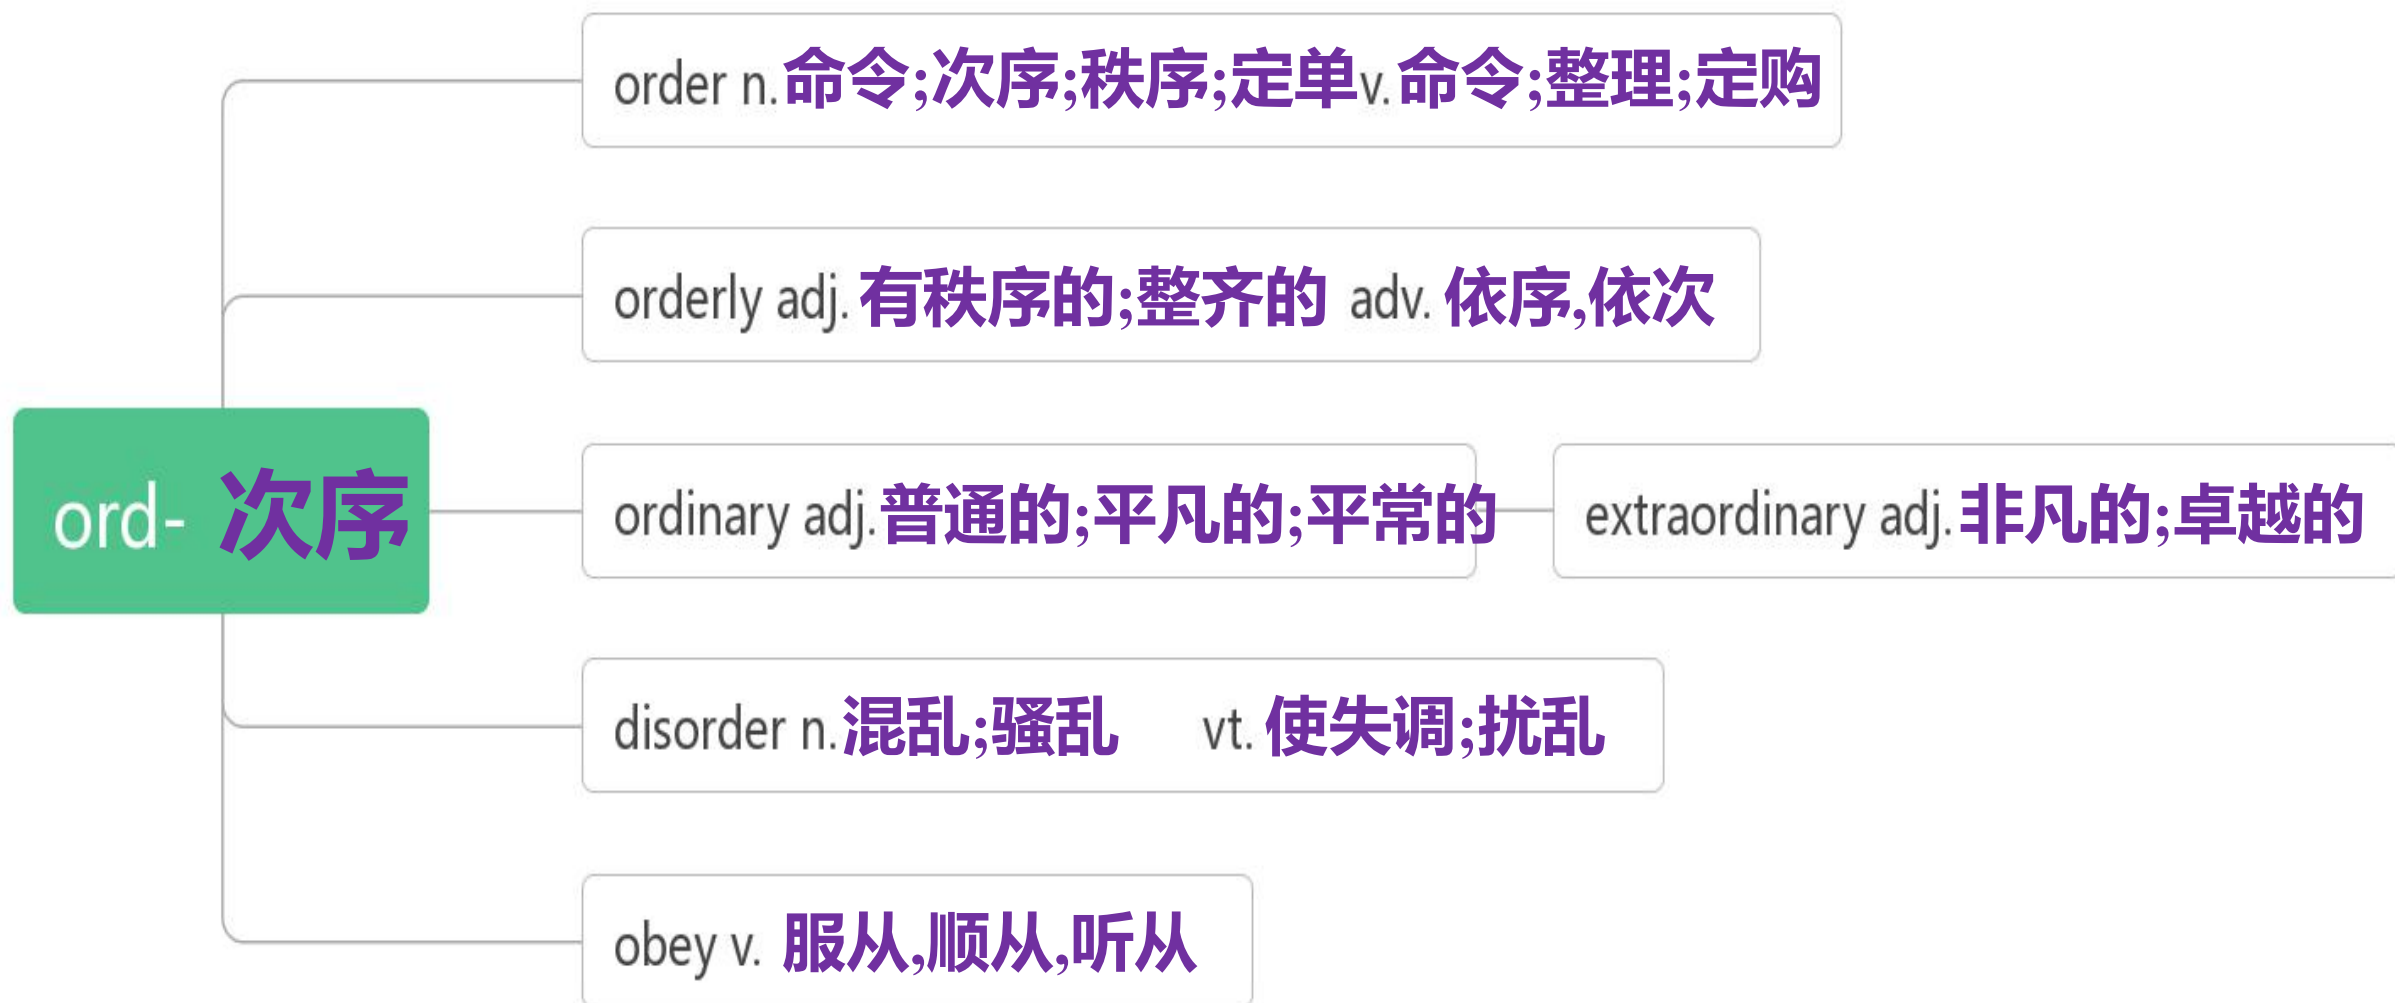 order n.命令;次序;秩序;定单v.命令;整理;定购
orderly adj.有秩序的;整齐的 adv. 依序,依次
ord- 次序
ordinary adj.普通的;平凡的;平常的
extraordinary adj.非凡的;卓越的
disorder n.混乱;骚乱 vt. 使失调;扰乱
obey v. 服从,顺从,听从